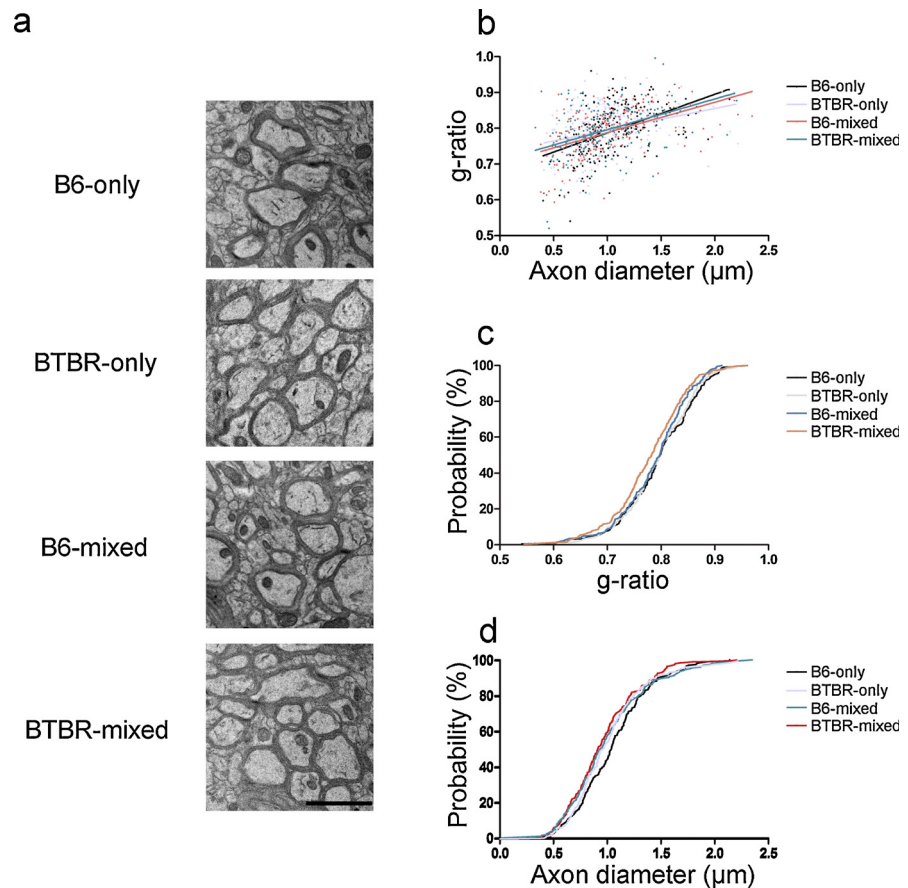 a
B6-only
BTBR-only
B6-mixed
BTBR-mixed
b
g-ratio
1.0
0.9
0.8
0.7
0.6
0.5
0.0 0.5 1.0 1.5 2.0 2.5
Axon diameter (µm)
B6-only
BTBR-only
B6-mixed
BTBR-mixed
c
Probability (%)
100
80
60
40
20
0
0.5 0.6 0.7 0.8 0.9 1.0
g-ratio
B6-only
BTBR-only
B6-mixed
BTBR-mixed
d
Probability (%)
100
80
60
40
20
0
0.0 0.5 1.0 1.5 2.0 2.5
Axon diameter (µm)
B6-only
BTBR-only
B6-mixed
BTBR-mixed